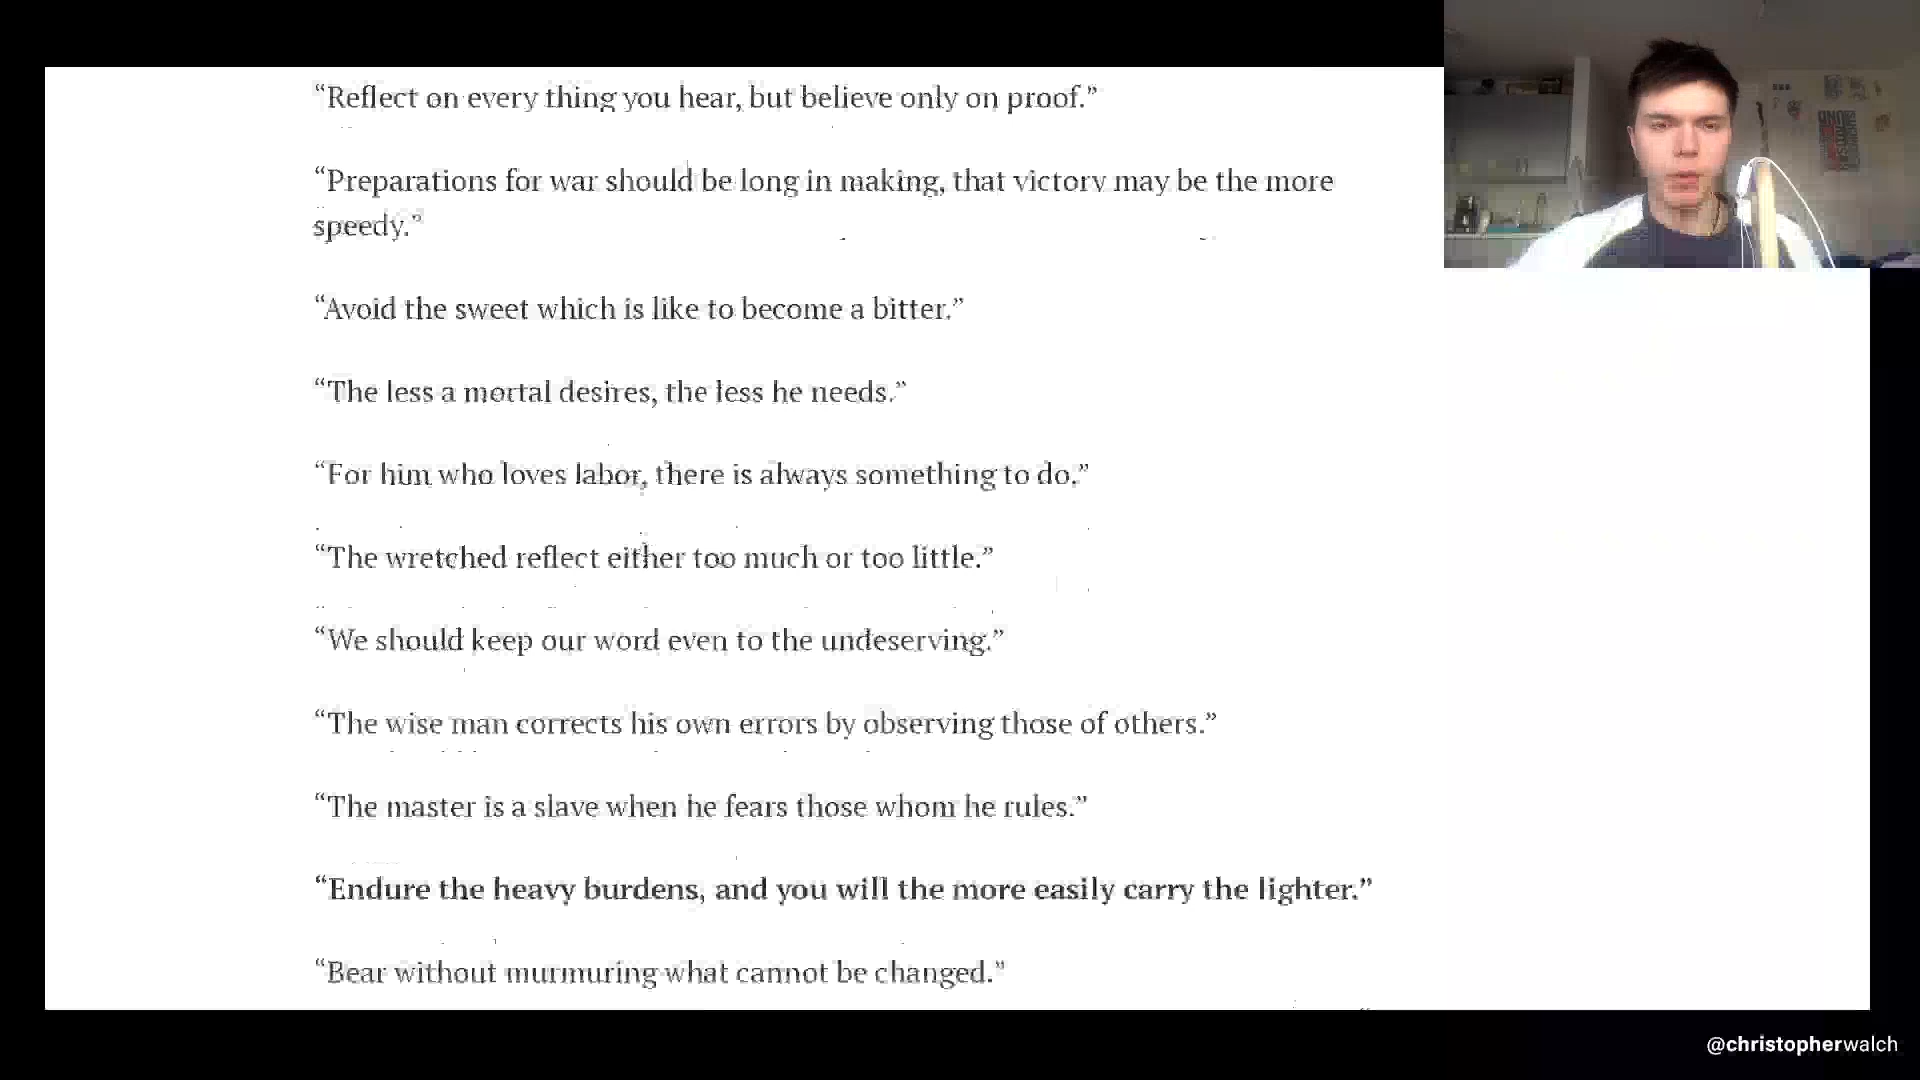 “Reflect on every thing you hear, but believe only on proof.”
“Preparations for war should be long in making, that victory may be the more
speedy.”
“Avoid the sweet which is like to become a bitter.”
“The less a mortal desires, the less he needs.”
“For him who loves labor, there is always something to do.”
“The wretched reflect either too much or too little.”
“We should keep our word even to the undeserving.”
“The wise man corrects his own errors by observing those of others.”
“The master is a slave when he fears those whom he rules.”
“Endure the heavy burdens, and you will the more easily carry the lighter.”
“Bear without murmuring what cannot be changed.”
@christopherwalch